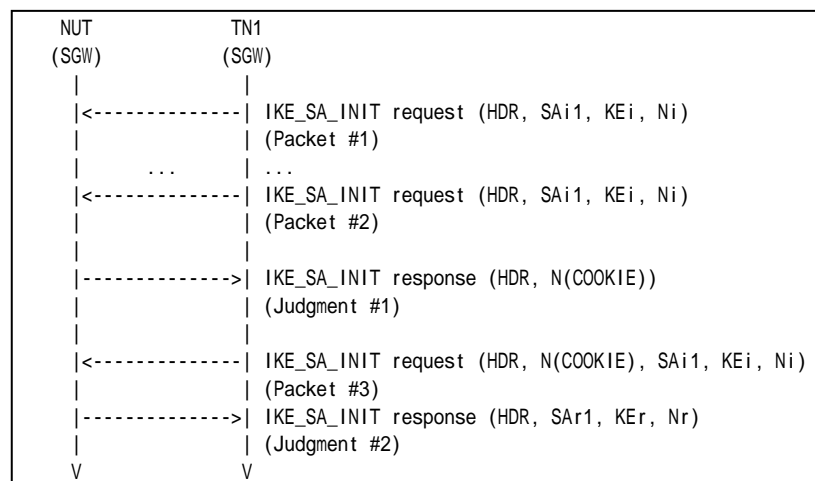 NUT TN1
(SGW) (SGW)
| |
|<--------------| IKE_SA_INIT request (HDR, SAi1, KEi, Ni)
| | (Packet #1)
| ... | ...
|<--------------| IKE_SA_INIT request (HDR, SAi1, KEi, Ni)
| | (Packet #2)
| |
|-------------->| IKE_SA_INIT response (HDR, N(COOKIE))
| | (Judgment #1)
| |
|<--------------| IKE_SA_INIT request (HDR, N(COOKIE), SAi1, KEi, Ni)
| | (Packet #3)
|-------------->| IKE_SA_INIT response (HDR, SAr1, KEr, Nr)
| | (Judgment #2)
V V